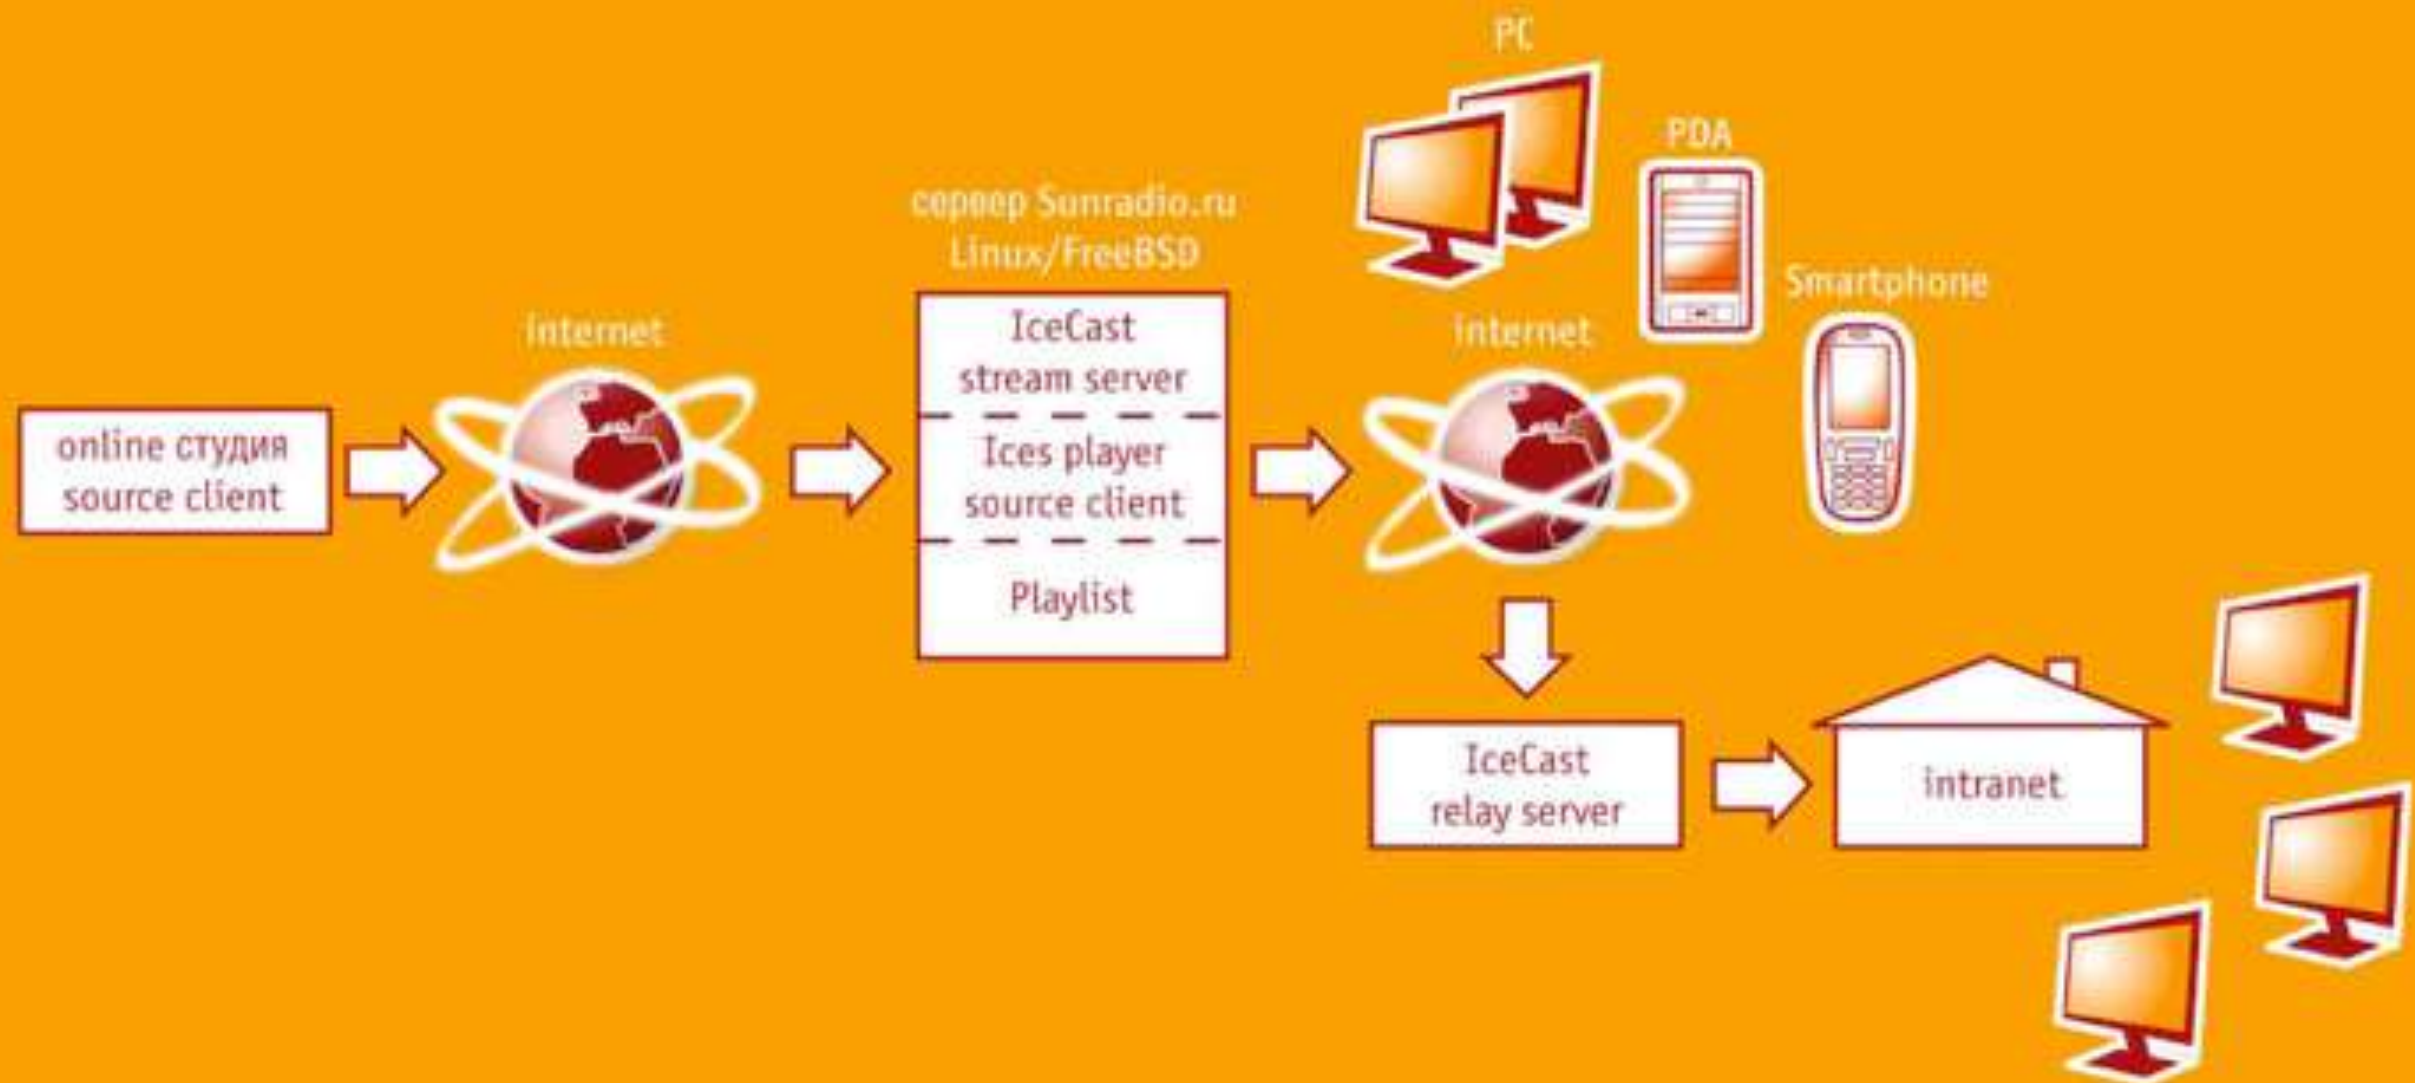 online студия
source client
internet
сервер Sunradio.ru
Linux/FreeBSD
IceCast
stream server
Ices player
source client
Playlist
internet
PC
PDA
Smartphone
IceCast
relay server
intranet